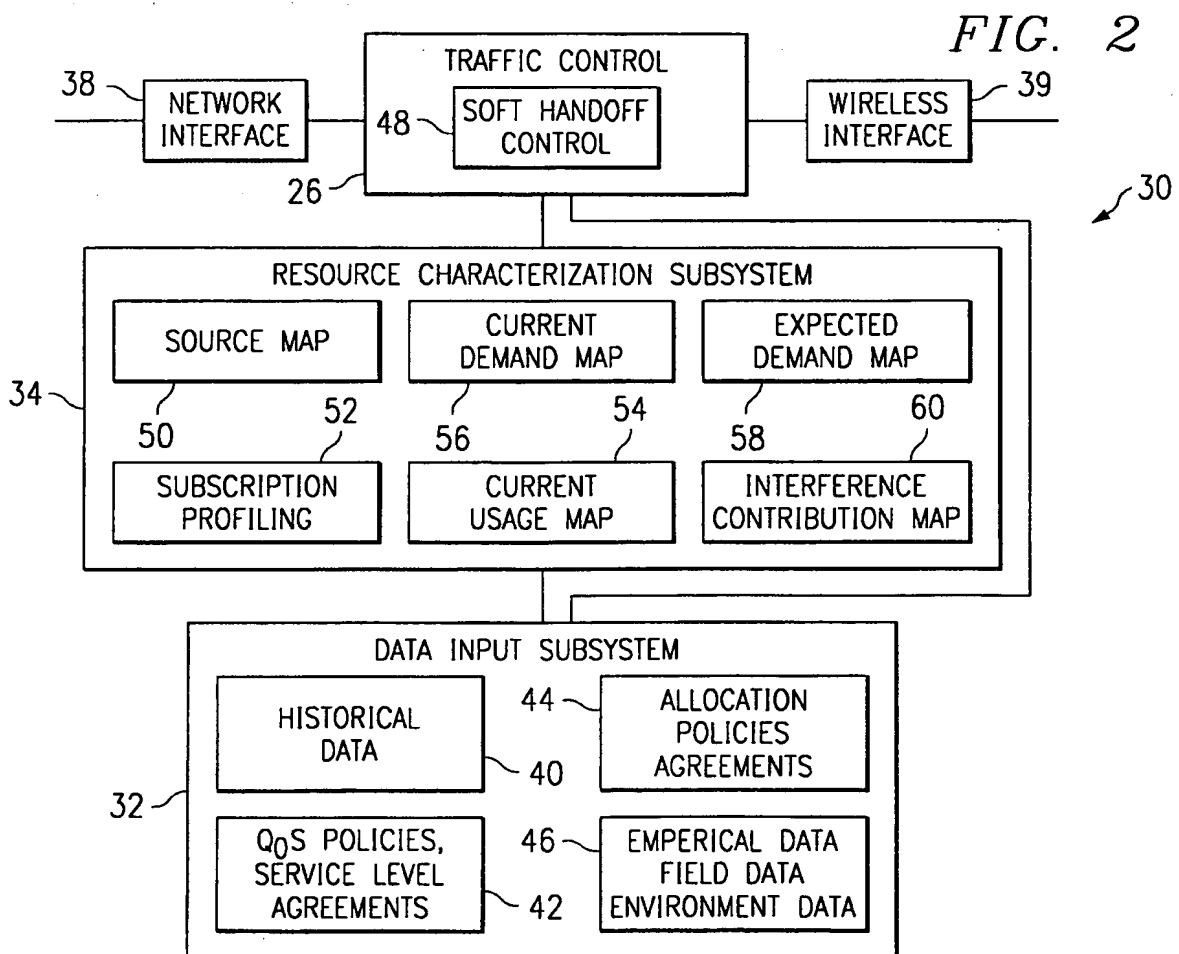 FIG. 2
TRAFFIC CONTROL
38
NETWORK
INTERFACE
48
SOFT HANDOFF
CONTROL
WIRELESS
INTERFACE
39
26
30
RESOURCE CHARACTERIZATION SUBSYSTEM
SOURCE MAP
CURRENT
DEMAND MAP
EXPECTED
DEMAND MAP
34
50
52
56
54
58
60
SUBSCRIPTION
PROFILING
CURRENT
USAGE MAP
INTERFERENCE
CONTRIBUTION MAP
DATA INPUT SUBSYSTEM
HISTORICAL
DATA
40
44
ALLOCATION
POLICIES
AGREEMENTS
32
QOS POLICIES,
SERVICE LEVEL
AGREEMENTS
42
46
EMPERICAL DATA
FIELD DATA
ENVIRONMENT DATA